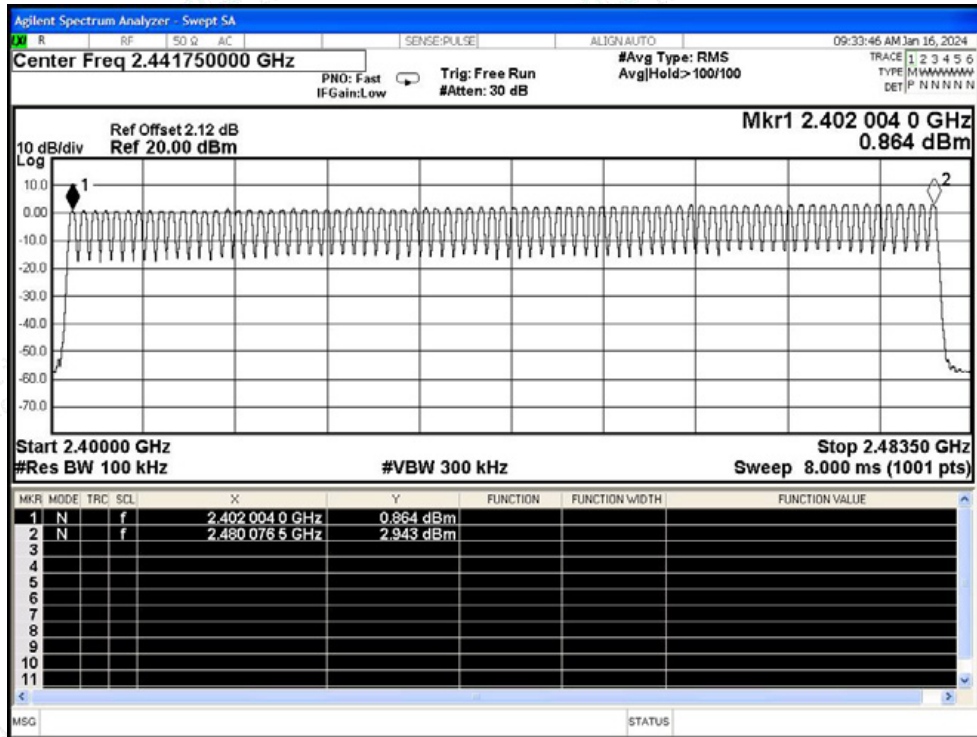 Agilent Spectrum Analyzer - Swept SA
R RF 50 Ω AC SENSE:PULSE ALIGN AUTO 09:33:46 AM Jan 16, 2024
Center Freq 2.441750000 GHz #Avg Type: RMS TRACE 1 2 3 4 5 6
PNO: Fast Trig: Free Run Avg|Hold:>100/100 TYPE M WWWWW
IFGain:Low #Atten: 30 dB DET P N N N N N
Mkr1 2.402 004 0 GHz
Ref Offset 2.12 dB
10 dB/div Ref 20.00 dBm 0.864 dBm
Log
10.0
1
2
0.00
-10.0
-20.0
-30.0
-40.0
-50.0
-60.0
-70.0
Start 2.40000 GHz Stop 2.48350 GHz
#Res BW 100 kHz #VBW 300 kHz Sweep 8.000 ms (1001 pts)
MKR MODE TRC SCL X Y FUNCTION FUNCTION WIDTH FUNCTION VALUE
1 N f 2.402 004 0 GHz 0.864 dBm
2 N f 2.480 076 5 GHz 2.943 dBm
3
4
5
6
7
8
9
10
11
MSG STATUS